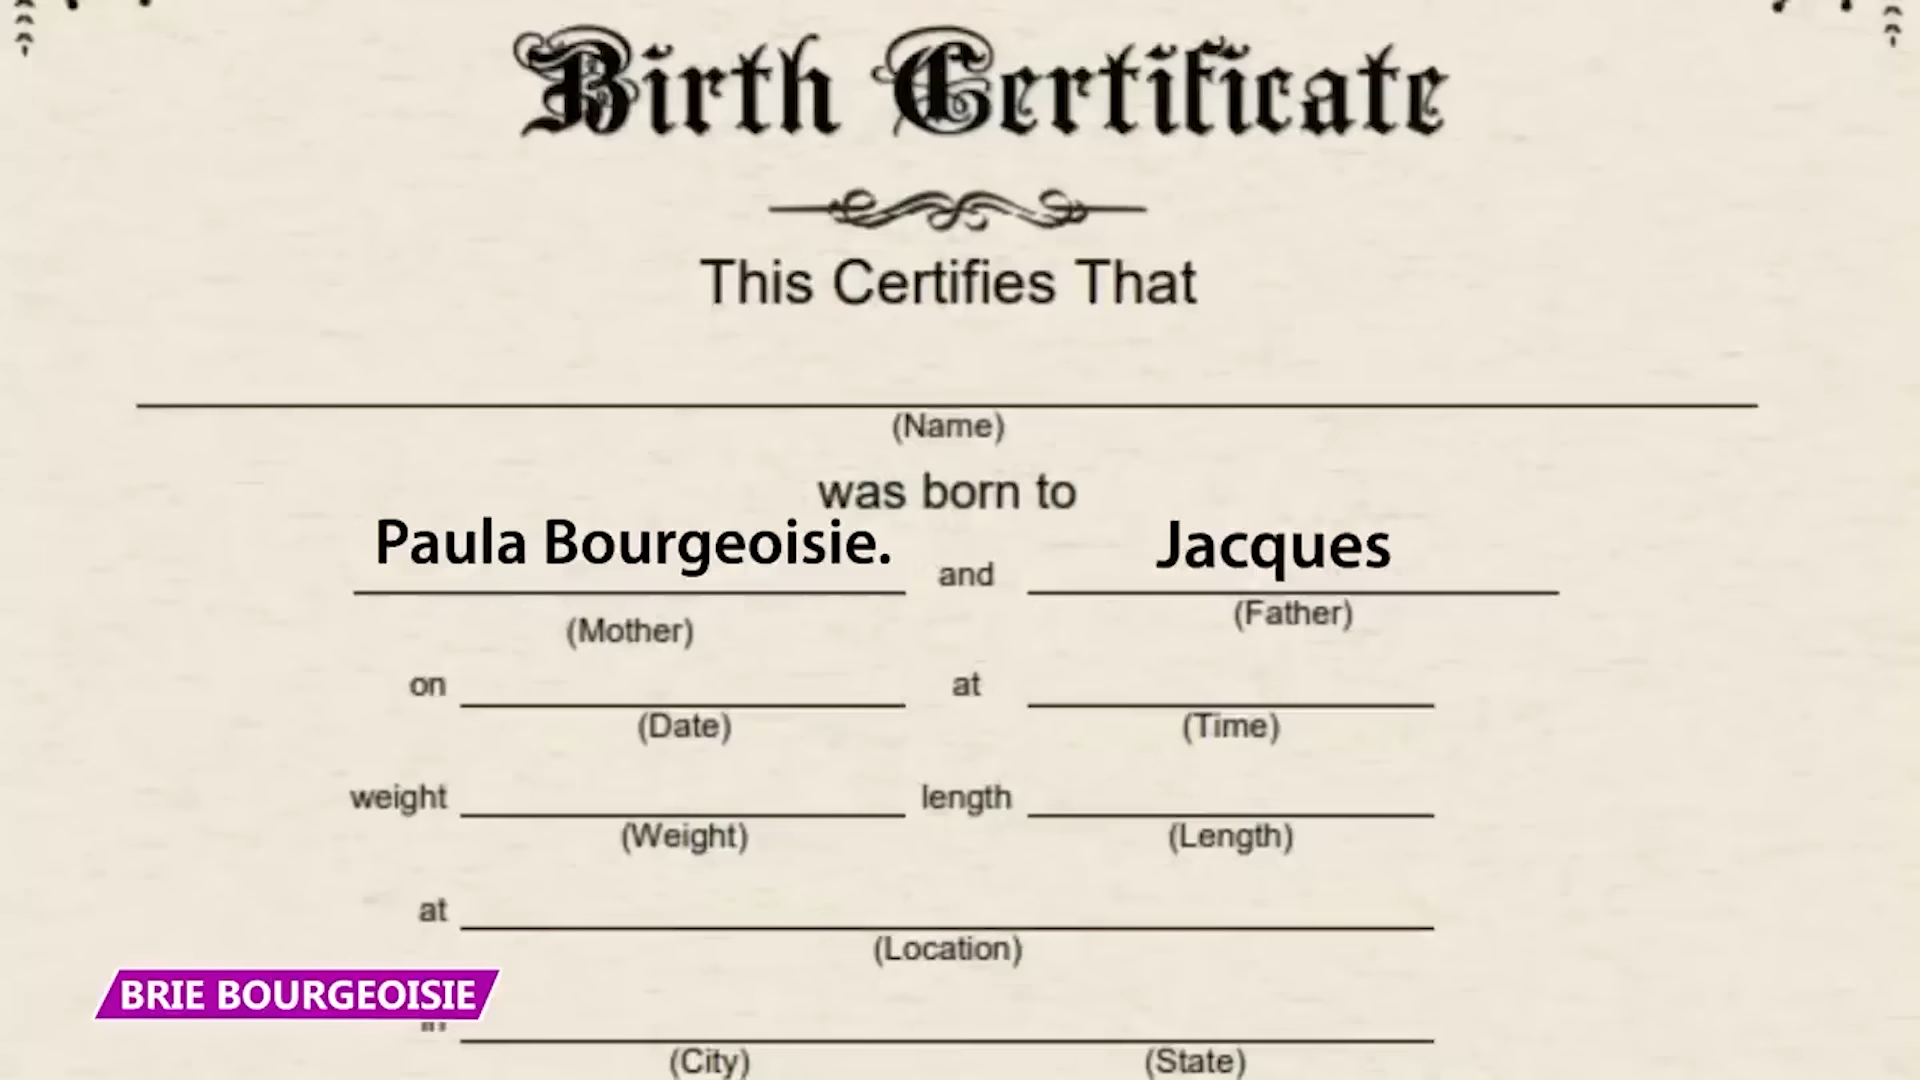 Birth Certificate
This Certifies That
(Name)
was born to
Paula Bourgeoisie. and Jacques
(Mother) (Father)
on at
(Date) (Time)
weight length
(Weight) (Length)
at
(Location)
BRIE BOURGEOISIE
(City) (State)